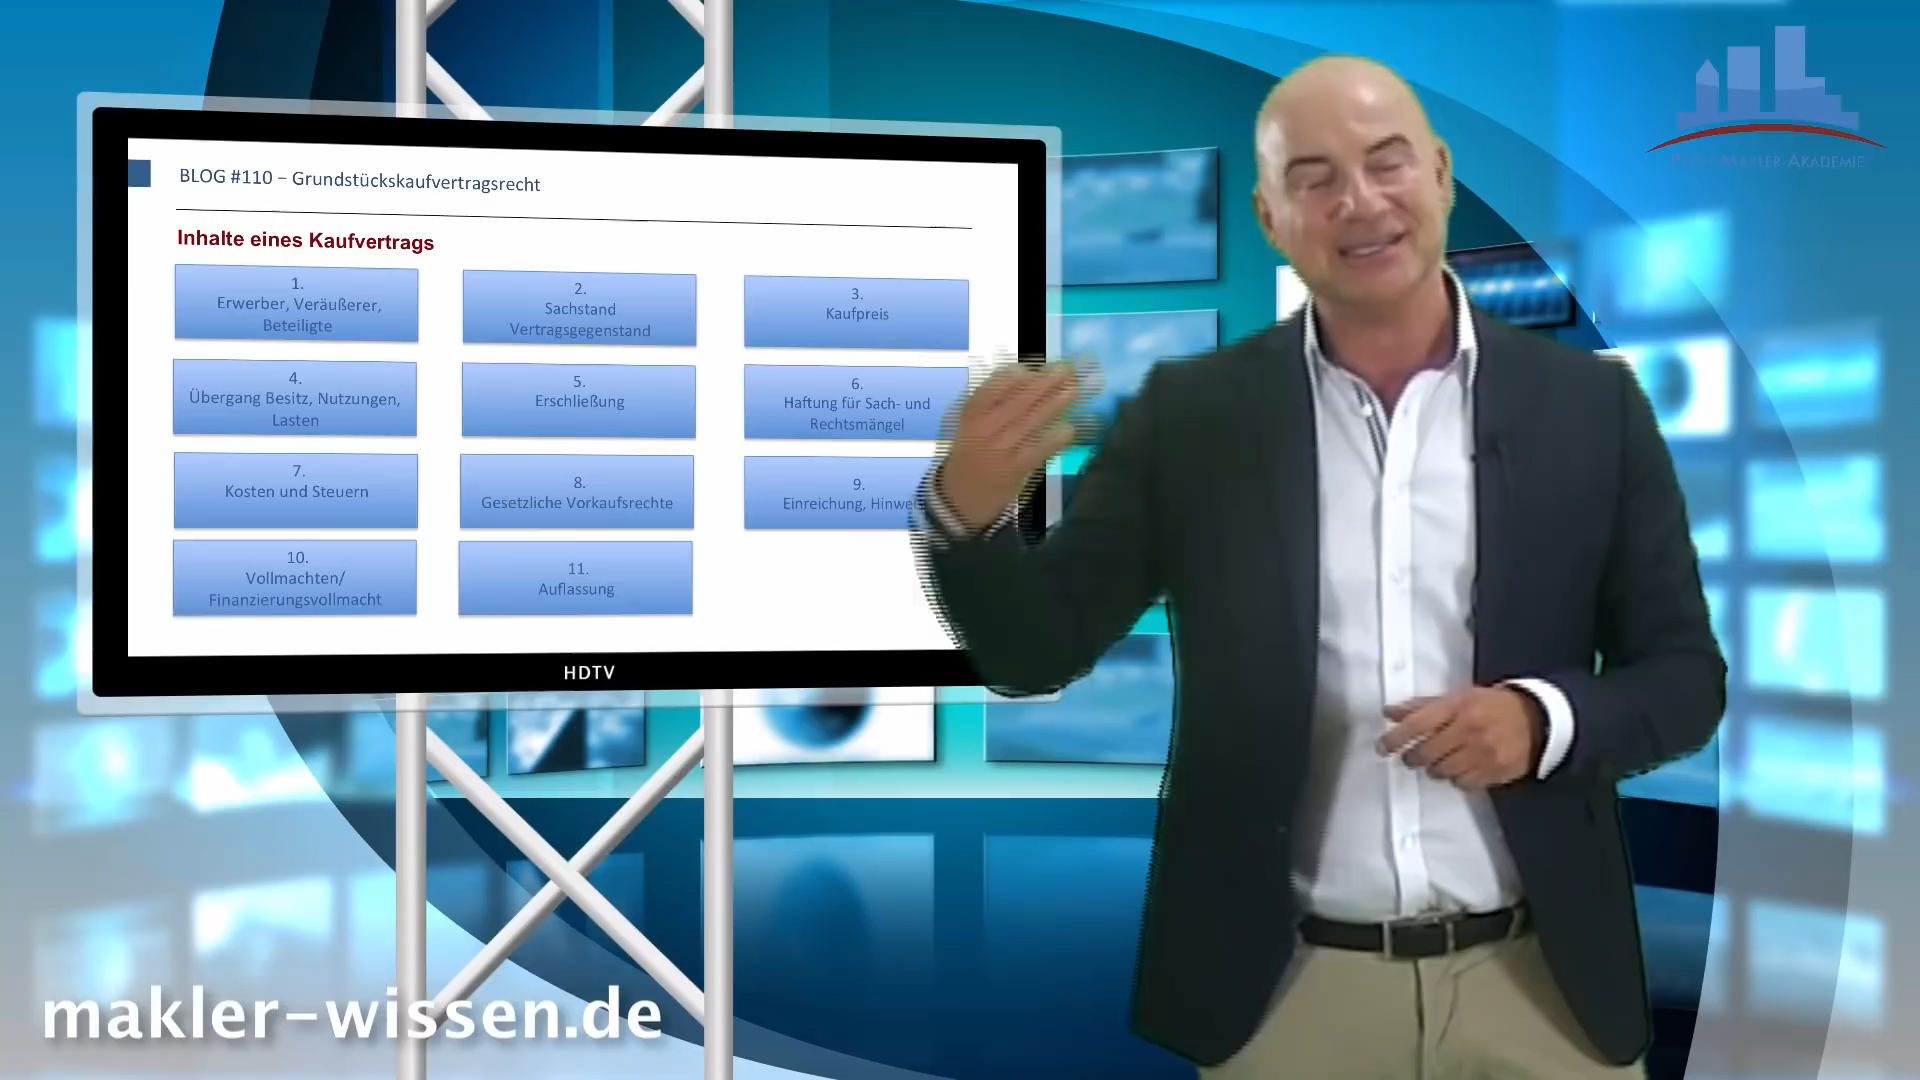 BLOG #110 – Grundstückskaufvertragsrecht
Inhalte eines Kaufvertrags
1.
Erwerber, Veräußerer,
Beteiligte
2.
Sachstand
Vertragsgegenstand
3.
Kaufpreis
4.
Übergang Besitz, Nutzungen,
Lasten
5.
Erschließung
6.
Haftung für Sach- und
Rechtsmängel
7.
Kosten und Steuern
8.
Gesetzliche Vorkaufsrechte
9.
Einreichung,
10.
Vollmachten/
Finanzierungsvollmacht
11.
Auflassung
HDTV
makler-wissen.de
MAKLER-AKADEMIE